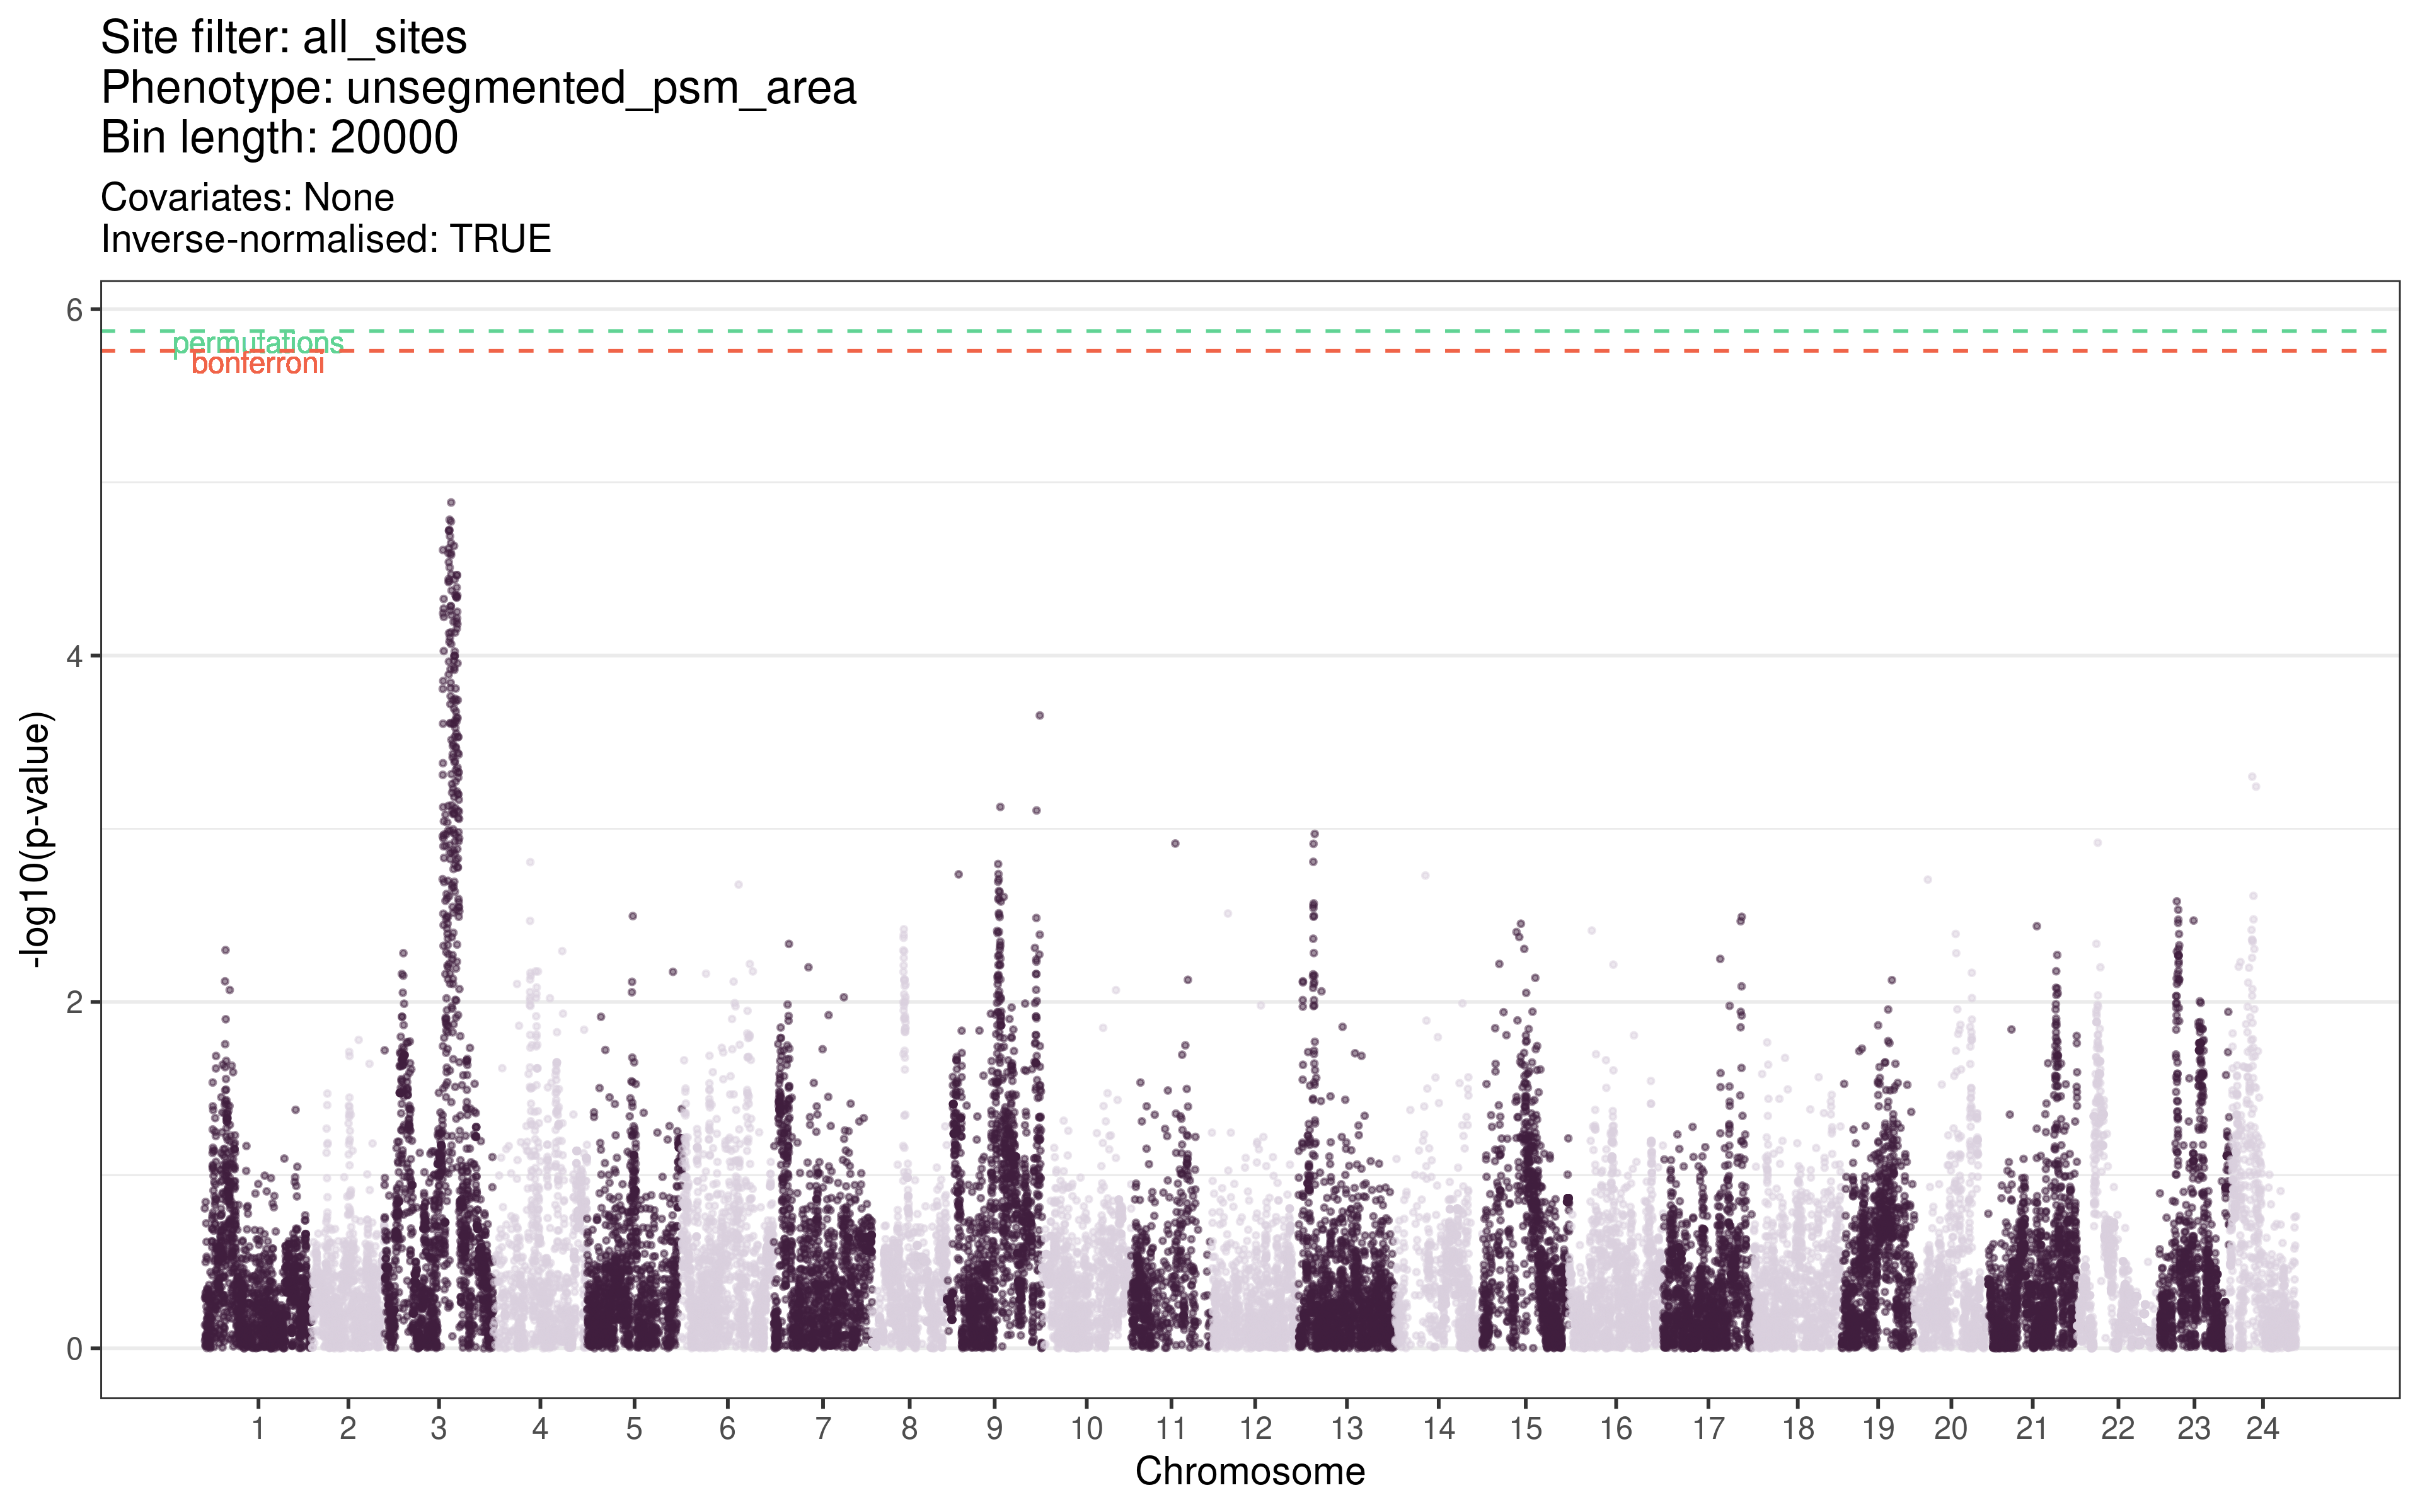 Site filter: all_sites
Phenotype: unsegmented_psm_area
Bin length: 20000
Covariates: None
Inverse-normalised: TRUE
6
permutations
bonferroni
4
-log10(p-value)
2
0
1 2 3 4 5 6 7 8 9 10 11 12 13 14 15 16 17 18 19 20 21 22 23 24
Chromosome